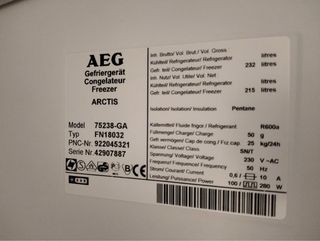 AEG
Gefriergerät
Congelateur
Freezer
ARCTIS
Model 75238-GA
Typ FN18032
PNC-Nr. 922045321
Serie Nr 42907887
Inh. Brutto/ Vol. Brut./ Vol. Gross
Kühlteil/ Refrigerateur/ Refrigerator litres
Gefr. teil/ Congelateur/ Freezer 232 litres
Inh. Nutz./ Vol. Utile/ Vol. Net
Kühlteil/ Refrigerateur/ Refrigerator litres
Gefr. teil/ Congelateur/ Freezer 215 litres
Isolation/ Isolation/ Insulation Pentane
Kältemittel/ Fluide frigor./ Refrigerant R600a
Füllmenge/ Charge/ Charge 50 g
Gefr. vermögen/ Cap de cong./ Frz cap. 25 kg/24h
Klasse/ Classe/ Class SN/T
Spannung/ Voltage/ Voltage 230 V~AC
Frequenz/ Frequence/ Frequency 50 Hz
Strom/ Courant/ Current 0,6 / 10 A
Leistung/ Puissance/ Power 100 / 280 W